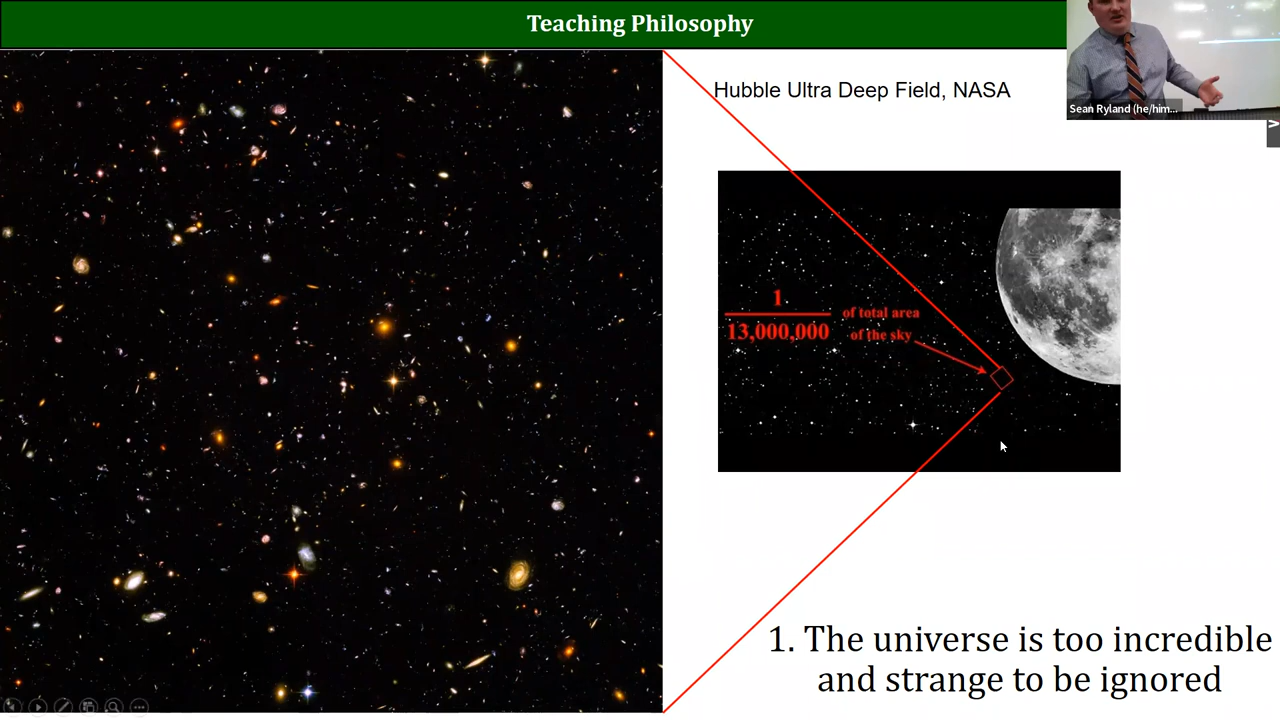 Teaching Philosophy
Sean Ryland (he/him...
Hubble Ultra Deep Field, NASA
1
13,000,000
of total area
of the sky
1. The universe is too incredible
and strange to be ignored